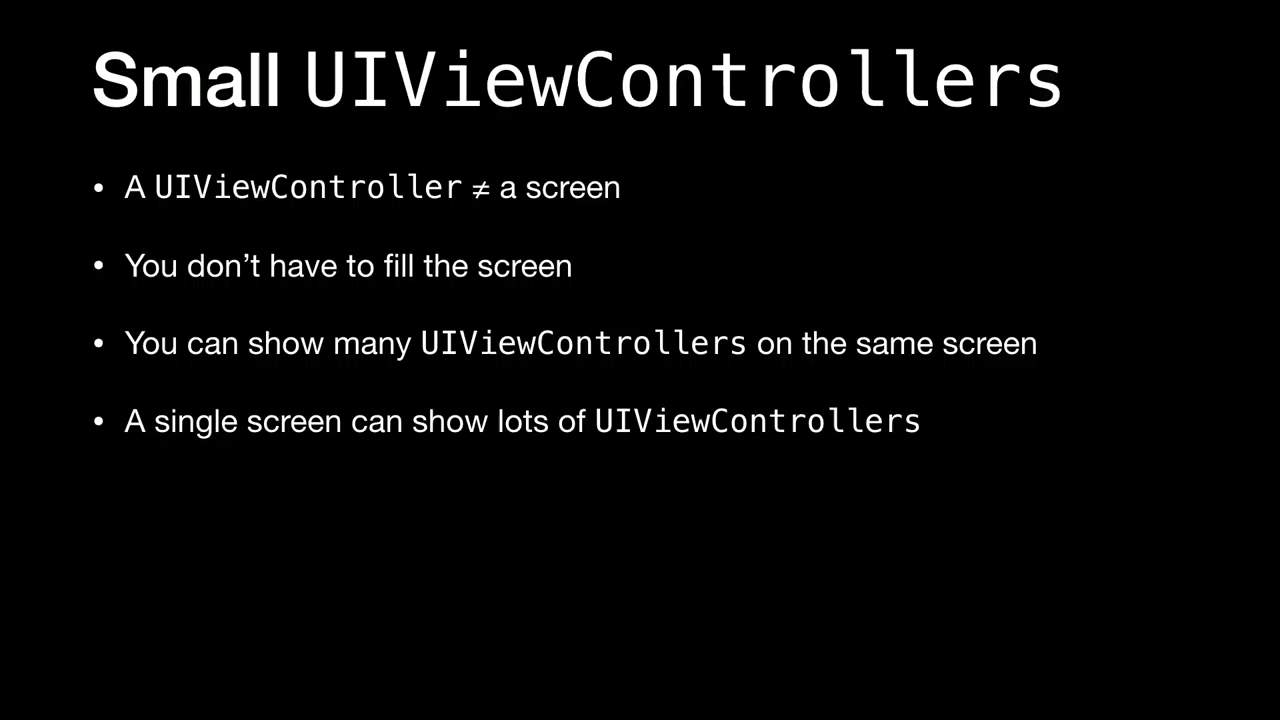 Small UIViewControllers
• A UIViewController ≠ a screen
• You don’t have to fill the screen
• You can show many UIViewControllers on the same screen
• A single screen can show lots of UIViewControllers